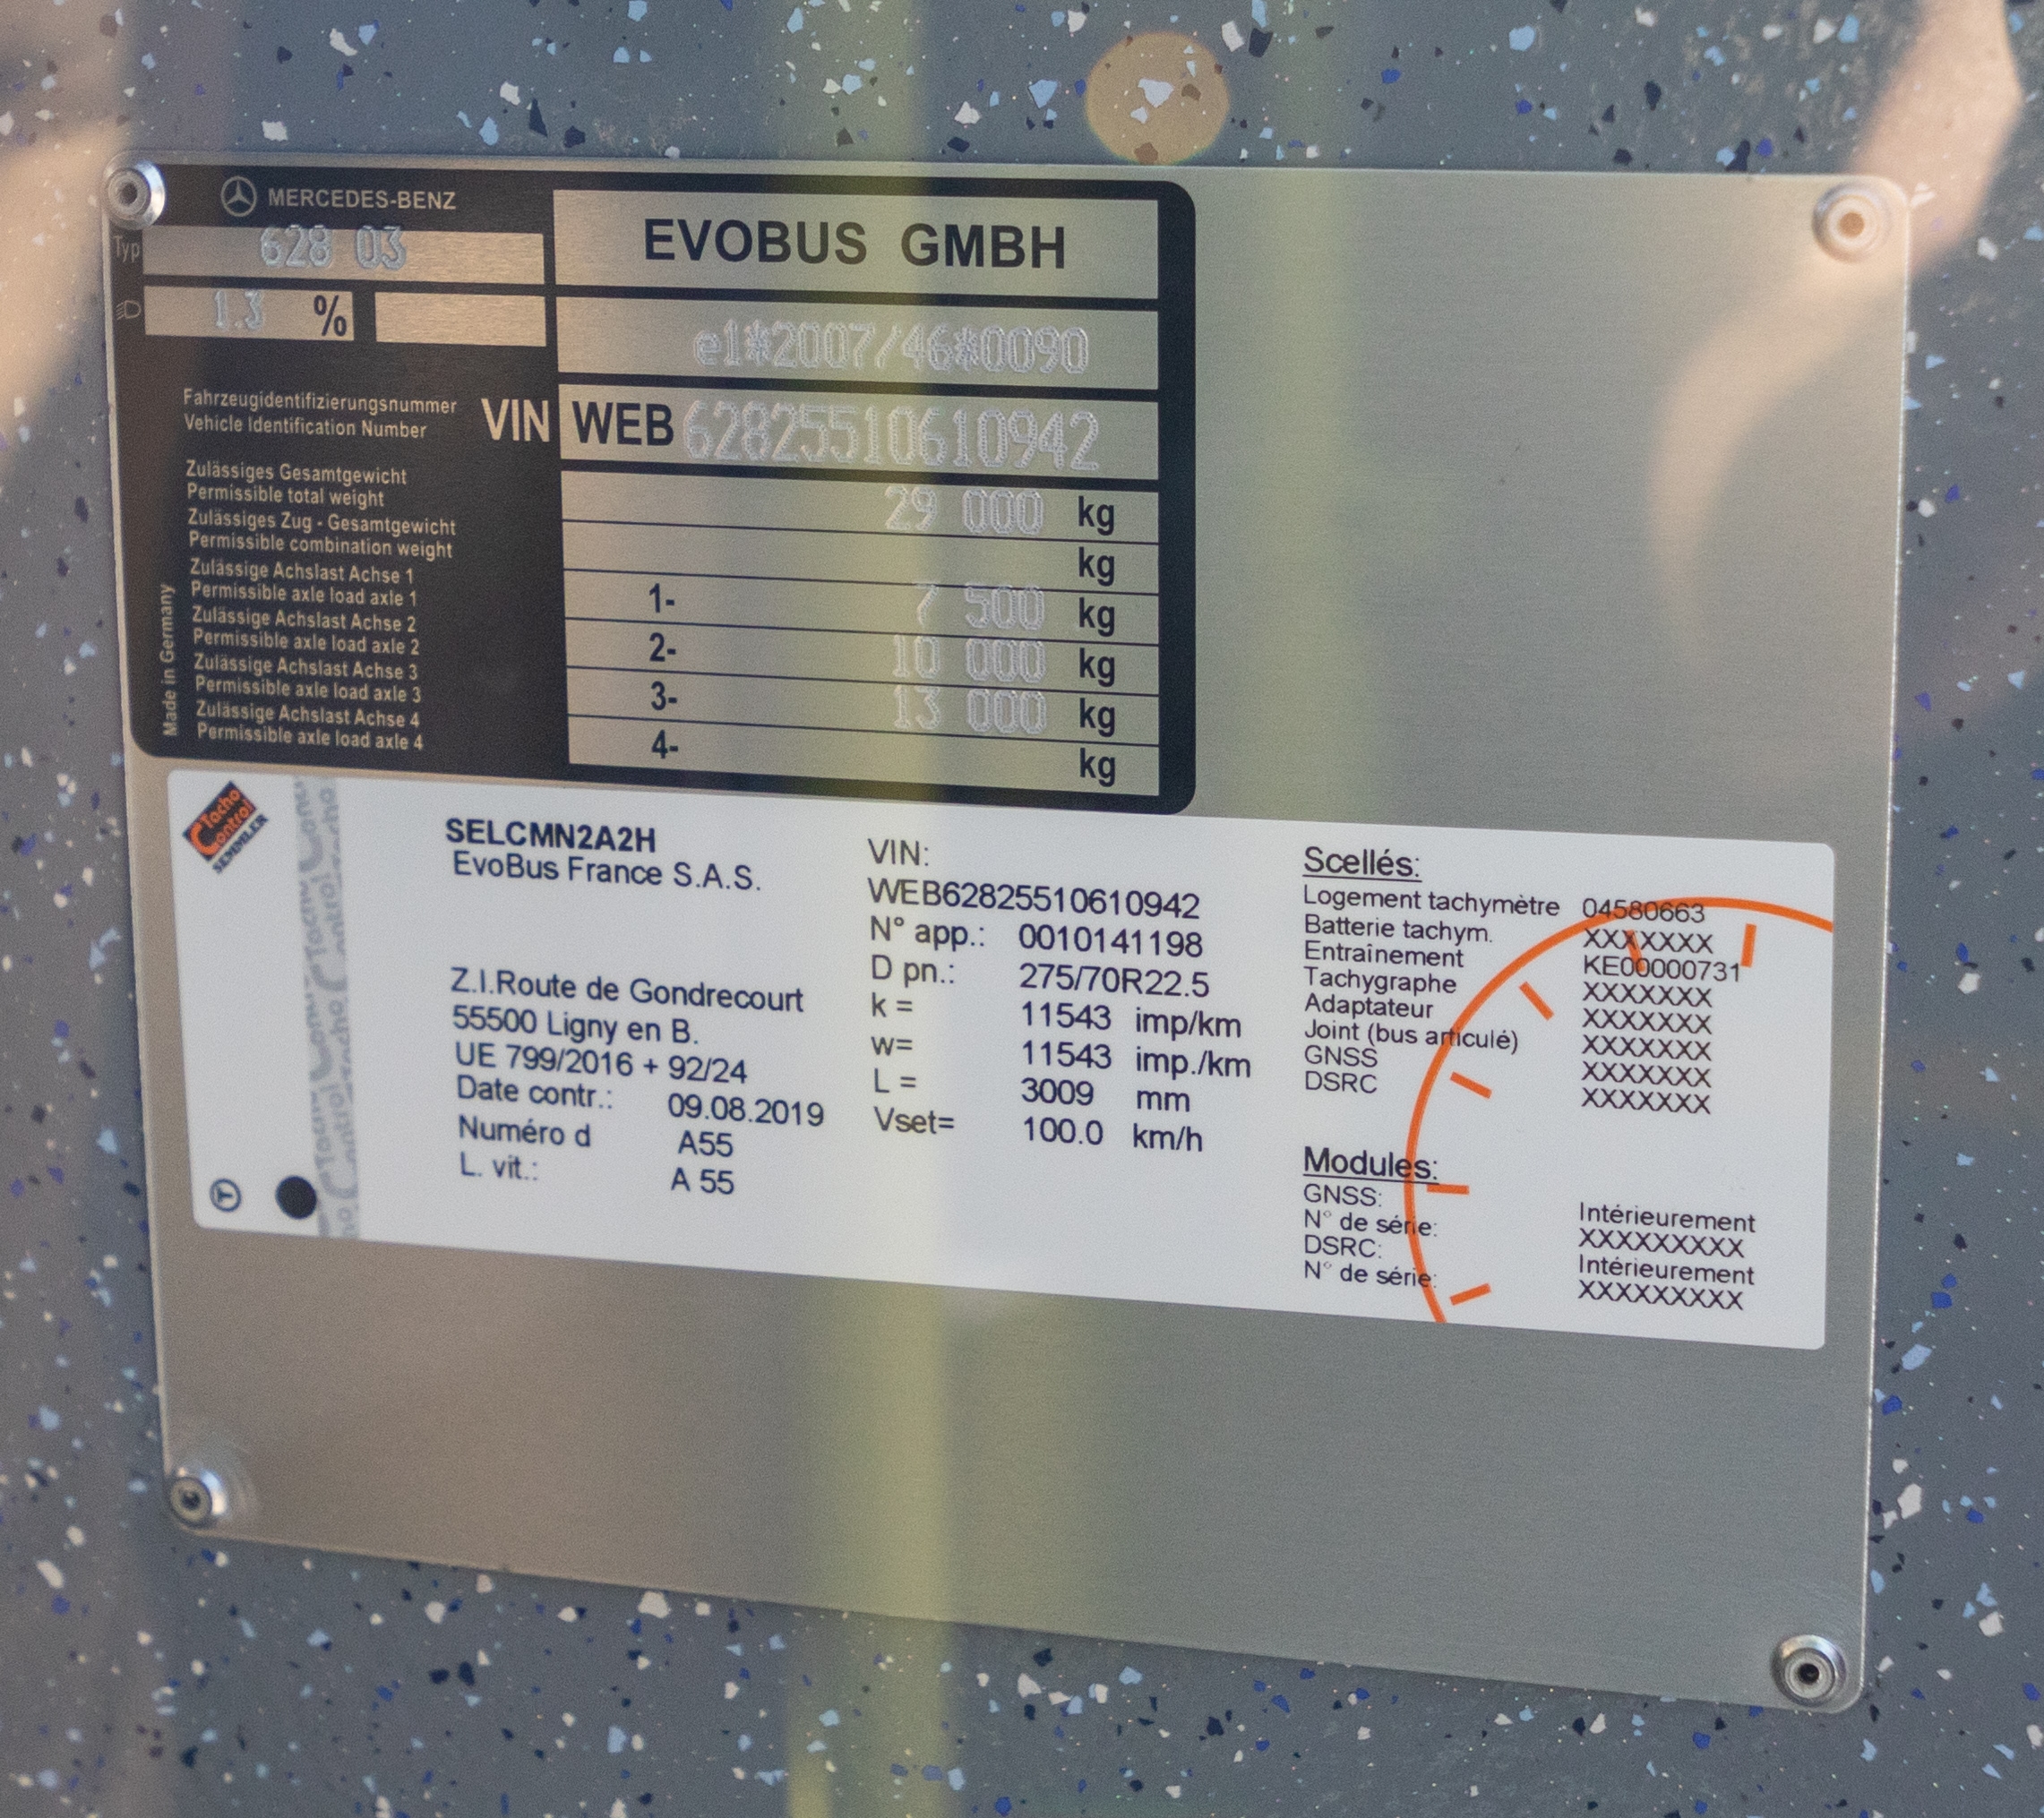 MERCEDES-BENZ
Typ 628 03
1.3 %
EVOBUS GMBH
e1*2007/46*0090
Fahrzeugidentifizierungsnummer
Vehicle Identification Number
VIN WEB 62825510610942
Zulässiges Gesamtgewicht
Permissible total weight
29 000 kg
Zulässiges Zug - Gesamtgewicht
Permissible combination weight
kg
Zulässige Achslast Achse 1
Permissible axle load axle 1
1- 7 500 kg
Zulässige Achslast Achse 2
Permissible axle load axle 2
2- 10 000 kg
Zulässige Achslast Achse 3
Permissible axle load axle 3
3- 13 000 kg
Zulässige Achslast Achse 4
Permissible axle load axle 4
4- kg
Made in Germany
Tacho
Control
SEMMLER
SELCMN2A2H
EvoBus France S.A.S.
Z.I.Route de Gondrecourt
55500 Ligny en B.
UE 799/2016 + 92/24
Date contr.: 09.08.2019
Numéro d A55
L. vit.: A 55
VIN:
WEB62825510610942
N° app.: 0010141198
D pn.: 275/70R22.5
k = 11543 imp/km
w= 11543 imp./km
L = 3009 mm
Vset= 100.0 km/h
Scellés:
Logement tachymètre 04580663
Batterie tachym. XXXXXXX
Entraînement KE00000731
Tachygraphe XXXXXXX
Adaptateur XXXXXXX
Joint (bus articulé) XXXXXXX
GNSS XXXXXXX
DSRC XXXXXXX
Modules:
GNSS: Intérieurement
N° de série: XXXXXXXXX
DSRC: Intérieurement
N° de série: XXXXXXXXX